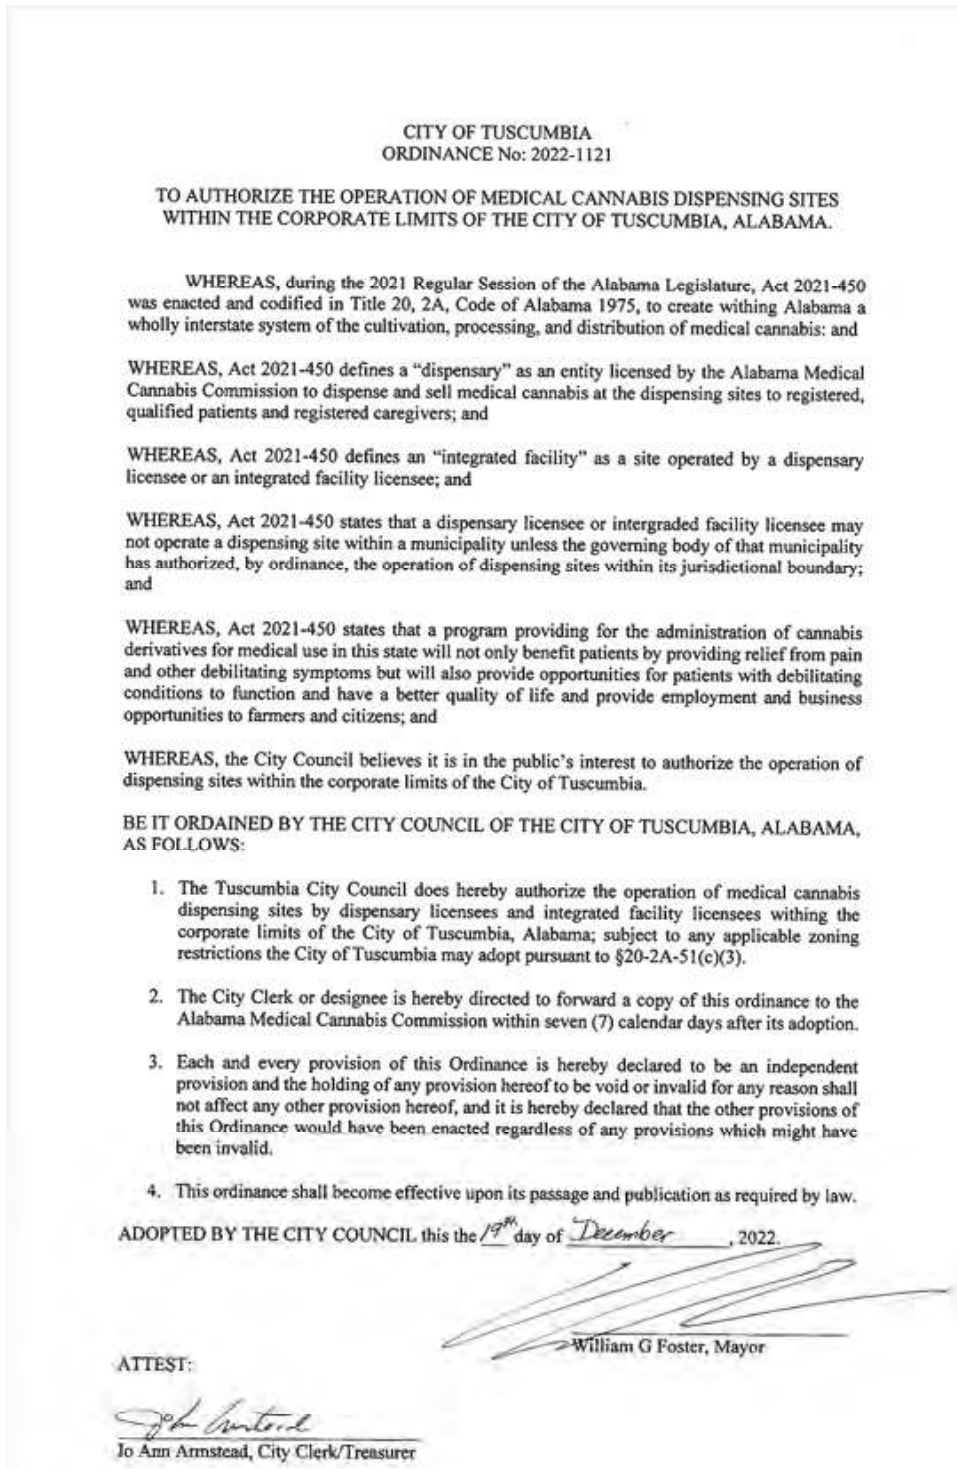 CITY OF TUSCUMBIA
ORDINANCE No: 2022-1121
TO AUTHORIZE THE OPERATION OF MEDICAL CANNABIS DISPENSING SITES
WITHIN THE CORPORATE LIMITS OF THE CITY OF TUSCUMBIA, ALABAMA.
WHEREAS, during the 2021 Regular Session of the Alabama Legislature, Act 2021-450
was enacted and codified in Title 20, 2A, Code of Alabama 1975, to create withing Alabama a
wholly interstate system of the cultivation, processing, and distribution of medical cannabis: and
WHEREAS, Act 2021-450 defines a “dispensary” as an entity licensed by the Alabama Medical
Cannabis Commission to dispense and sell medical cannabis at the dispensing sites to registered,
qualified patients and registered caregivers; and
WHEREAS, Act 2021-450 defines an “integrated facility” as a site operated by a dispensary
licensee or an integrated facility licensee; and
WHEREAS, Act 2021-450 states that a dispensary licensee or intergraded facility licensee may
not operate a dispensing site within a municipality unless the governing body of that municipality
has authorized, by ordinance, the operation of dispensing sites within its jurisdictional boundary;
and
WHEREAS, Act 2021-450 states that a program providing for the administration of cannabis
derivatives for medical use in this state will not only benefit patients by providing relief from pain
and other debilitating symptoms but will also provide opportunities for patients with debilitating
conditions to function and have a better quality of life and provide employment and business
opportunities to farmers and citizens; and
WHEREAS, the City Council believes it is in the public’s interest to authorize the operation of
dispensing sites within the corporate limits of the City of Tuscumbia.
BE IT ORDAINED BY THE CITY COUNCIL OF THE CITY OF TUSCUMBIA, ALABAMA,
AS FOLLOWS:
1. The Tuscumbia City Council does hereby authorize the operation of medical cannabis
dispensing sites by dispensary licensees and integrated facility licensees withing the
corporate limits of the City of Tuscumbia, Alabama; subject to any applicable zoning
restrictions the City of Tuscumbia may adopt pursuant to §20-2A-51(c)(3).
2. The City Clerk or designee is hereby directed to forward a copy of this ordinance to the
Alabama Medical Cannabis Commission within seven (7) calendar days after its adoption.
3. Each and every provision of this Ordinance is hereby declared to be an independent
provision and the holding of any provision hereof to be void or invalid for any reason shall
not affect any other provision hereof, and it is hereby declared that the other provisions of
this Ordinance would have been enacted regardless of any provisions which might have
been invalid.
4. This ordinance shall become effective upon its passage and publication as required by law.
ADOPTED BY THE CITY COUNCIL this the 19th day of December, 2022.
William G Foster, Mayor
ATTEST:
Jo Ann Armstead, City Clerk/Treasurer